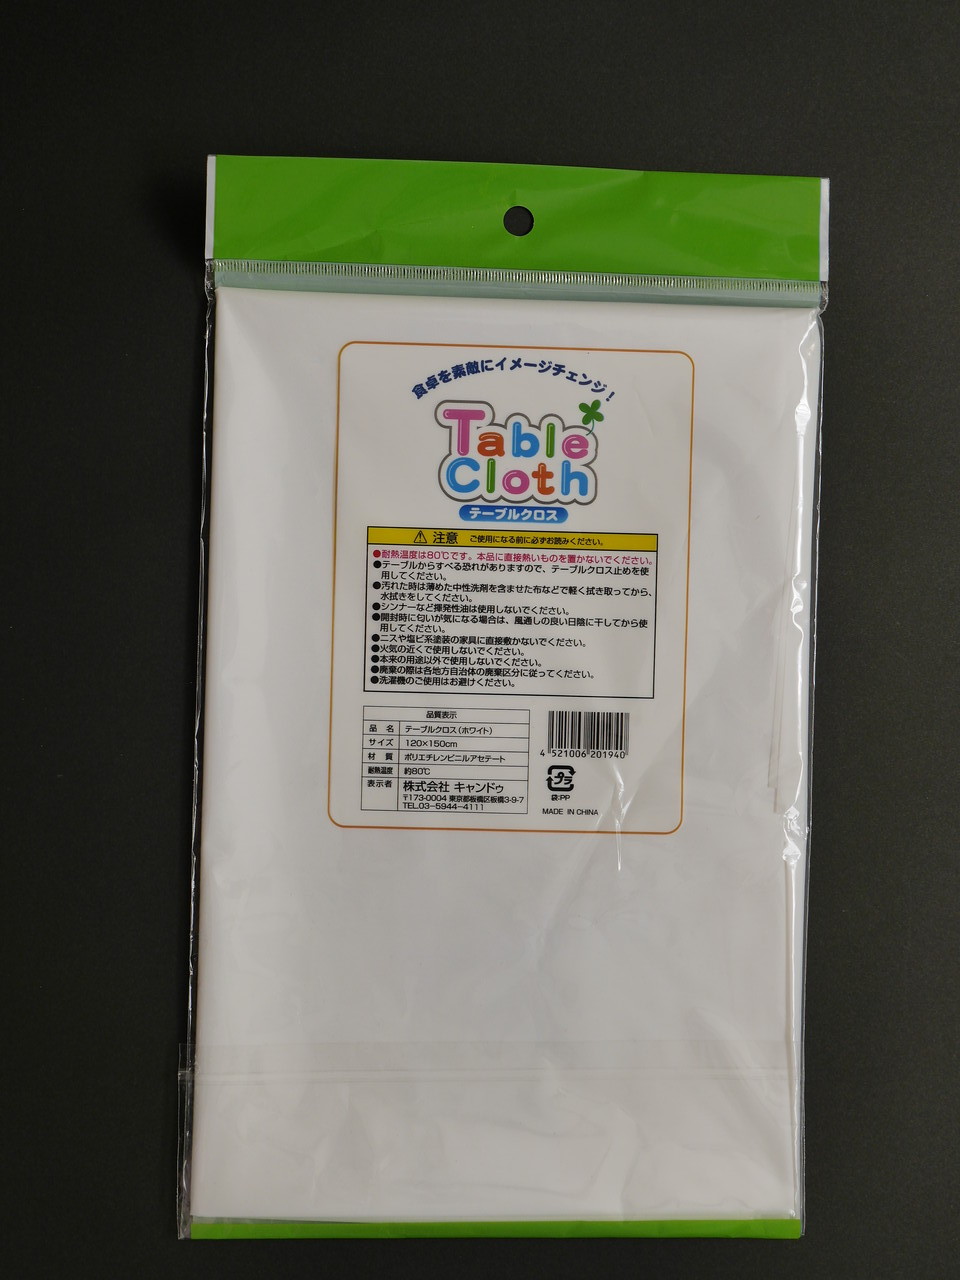 食卓を素敵にイメージチェンジ！
Table
Cloth
テーブルクロス
注意 ご使用になる前に必ずお読みください。
●耐熱温度は80℃です。本品に直接熱いものを置かないでください。
●テーブルからすべる恐れがありますので、テーブルクロス止めを使
用してください。
●汚れた時は薄めた中性洗剤を含ませた布などで軽く拭き取ってから、
水拭きをしてください。
●シンナーなど揮発性油は使用しないでください。
●開封時に匂いが気になる場合は、風通しの良い日陰に干してから使
用してください。
●ニスや塩ビ系塗装の家具に直接敷かないでください。
●火気の近くで使用しないでください。
●本来の用途以外で使用しないでください。
●廃棄の際は各地方自治体の廃棄区分に従ってください。
●洗濯機のご使用はお避けください。
品質表示
品名 テーブルクロス(ホワイト)
サイズ 120×150cm
材質 ポリエチレンビニルアセテート
耐熱温度 約80℃
表示者 株式会社 キャンドゥ
〒173-0004 東京都板橋区板橋3-9-7
TEL.03-5944-4111
4 521006 201940
プラ
袋:PP
MADE IN CHINA